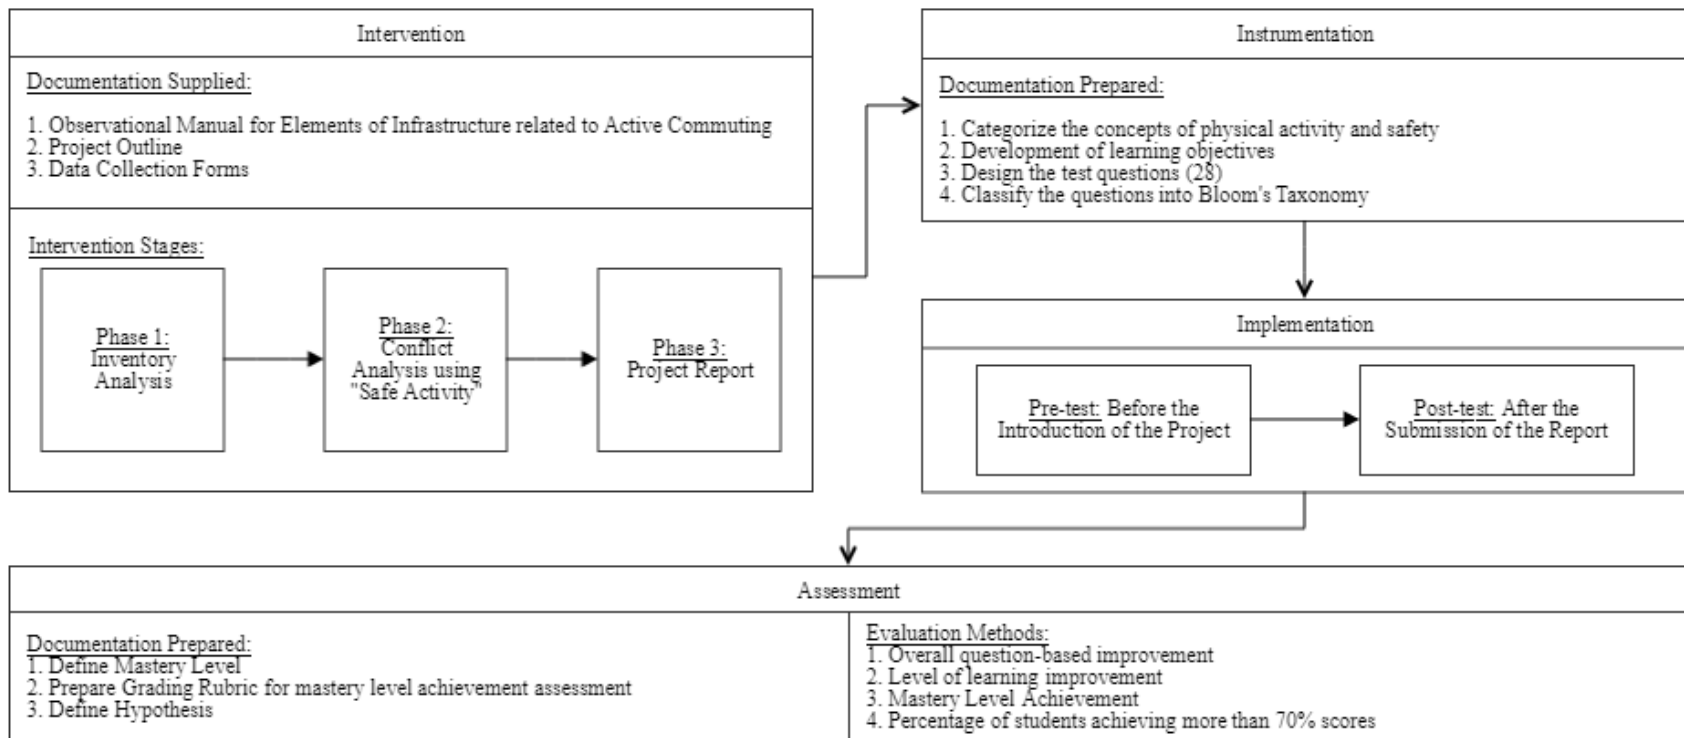 Intervention
Documentation Supplied:
1. Observational Manual for Elements of Infrastructure related to Active Commuting
2. Project Outline
3. Data Collection Forms
Intervention Stages:
Phase 1:
Inventory
Analysis
Phase 2:
Conflict
Analysis using
"Safe Activity"
Phase 3:
Project Report
Instrumentation
Documentation Prepared:
1. Categorize the concepts of physical activity and safety
2. Development of learning objectives
3. Design the test questions (28)
4. Classify the questions into Bloom's Taxonomy
Implementation
Pre-test: Before the
Introduction of the Project
Post-test: After the
Submission of the Report
Assessment
Documentation Prepared:
1. Define Mastery Level
2. Prepare Grading Rubric for mastery level achievement assessment
3. Define Hypothesis
Evaluation Methods:
1. Overall question-based improvement
2. Level of learning improvement
3. Mastery Level Achievement
4. Percentage of students achieving more than 70% scores